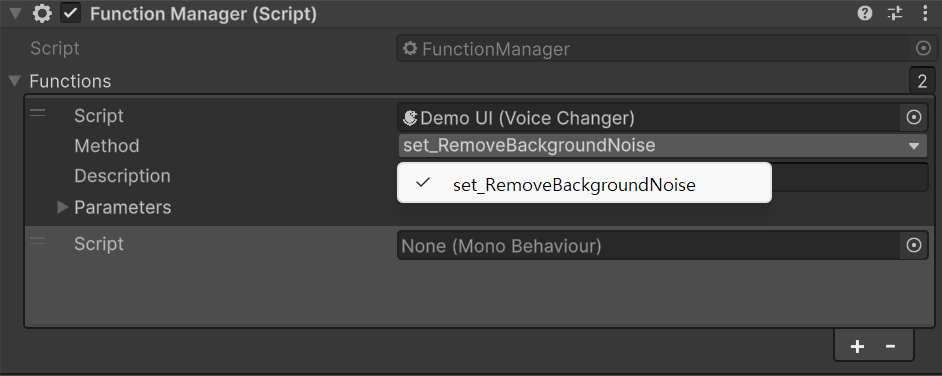 Function Manager (Script)
Script
FunctionManager
Functions
2
Script
Demo UI (Voice Changer)
Method
set_RemoveBackgroundNoise
Description
set_RemoveBackgroundNoise
Parameters
Script
None (Mono Behaviour)
+ -